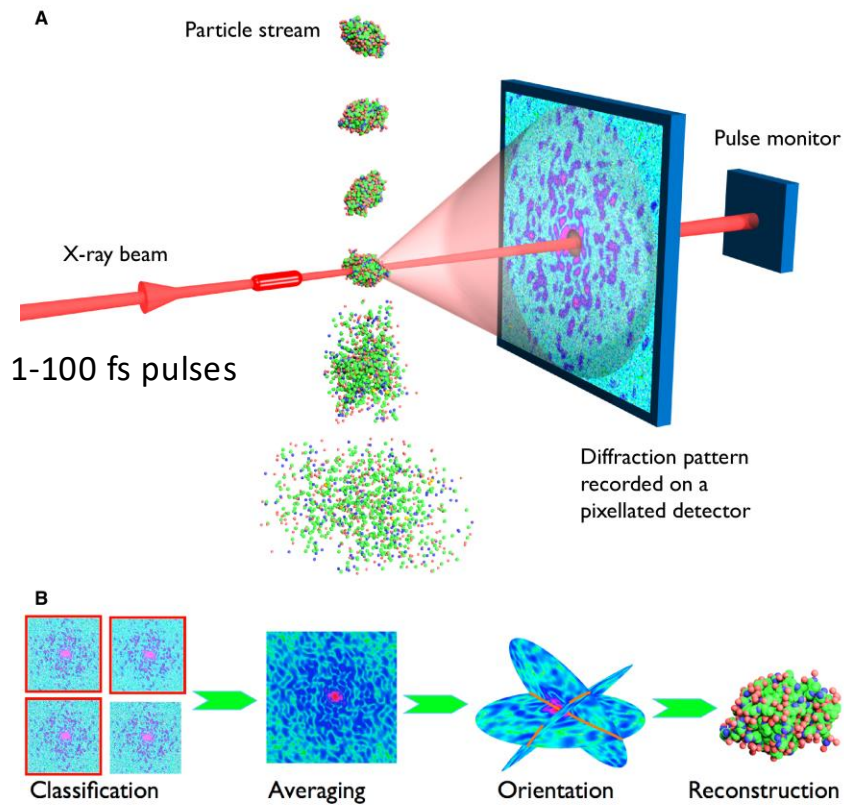 A
Particle stream
Pulse monitor
X-ray beam
1-100 fs pulses
Diffraction pattern
recorded on a
pixellated detector
B
Classification
Averaging
Orientation
Reconstruction